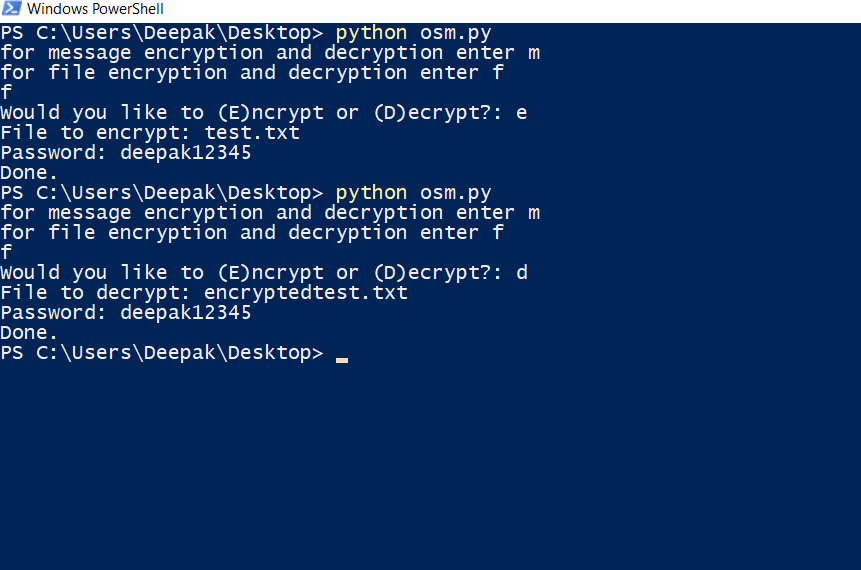 Windows PowerShell
PS C:\Users\Deepak\Desktop> python osm.py
for message encryption and decryption enter m
for file encryption and decryption enter f
f
Would you like to (E)ncrypt or (D)ecrypt?: e
File to encrypt: test.txt
Password: deepak12345
Done.
PS C:\Users\Deepak\Desktop> python osm.py
for message encryption and decryption enter m
for file encryption and decryption enter f
f
Would you like to (E)ncrypt or (D)ecrypt?: d
File to decrypt: encryptedtest.txt
Password: deepak12345
Done.
PS C:\Users\Deepak\Desktop>